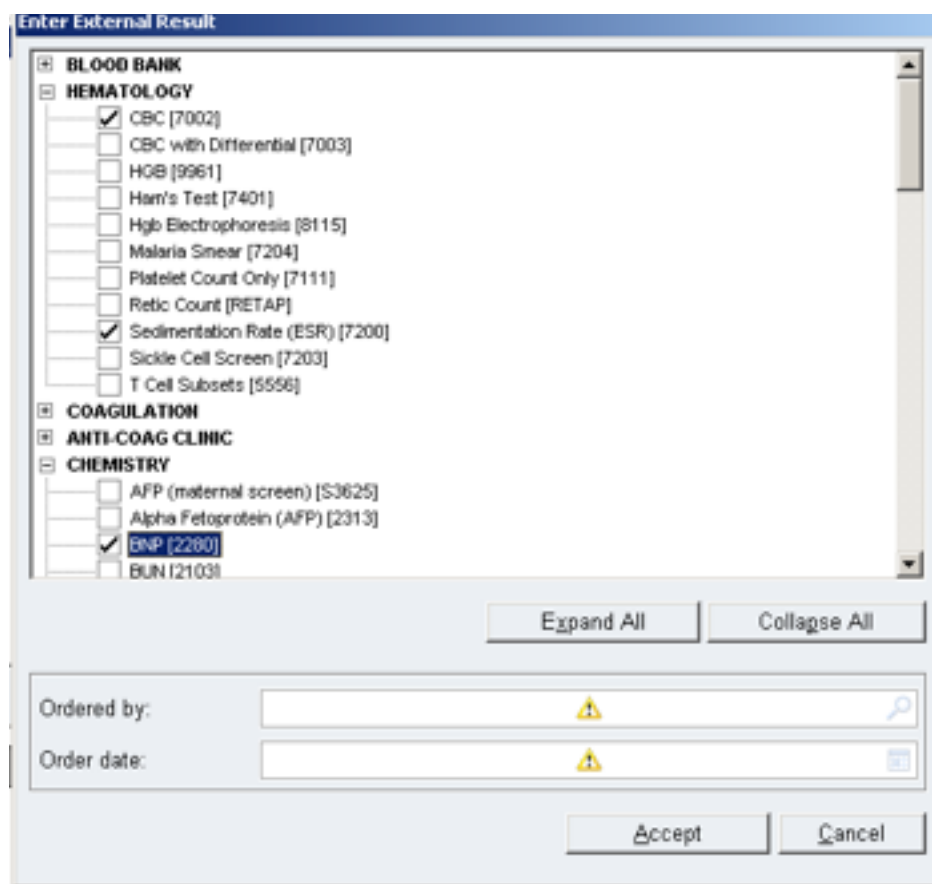 Enter External Result
BLOOD BANK
HEMATOLOGY
CBC [7002]
CBC with Differential [7003]
HGB [9961]
Ham's Test [7401]
Hgb Electrophoresis [8115]
Malaria Smear [7204]
Platelet Count Only [7111]
Retic Count [RETAP]
Sedimentation Rate (ESR) [7200]
Sickle Cell Screen [7203]
T Cell Subsets [5556]
COAGULATION
ANTI-COAG CLINIC
CHEMISTRY
AFP (maternal screen) [S3625]
Alpha Fetoprotein (AFP) [2313]
BNP [2280]
BUN [2103]
Expand All Collapse All
Ordered by:
Order date:
Accept Cancel